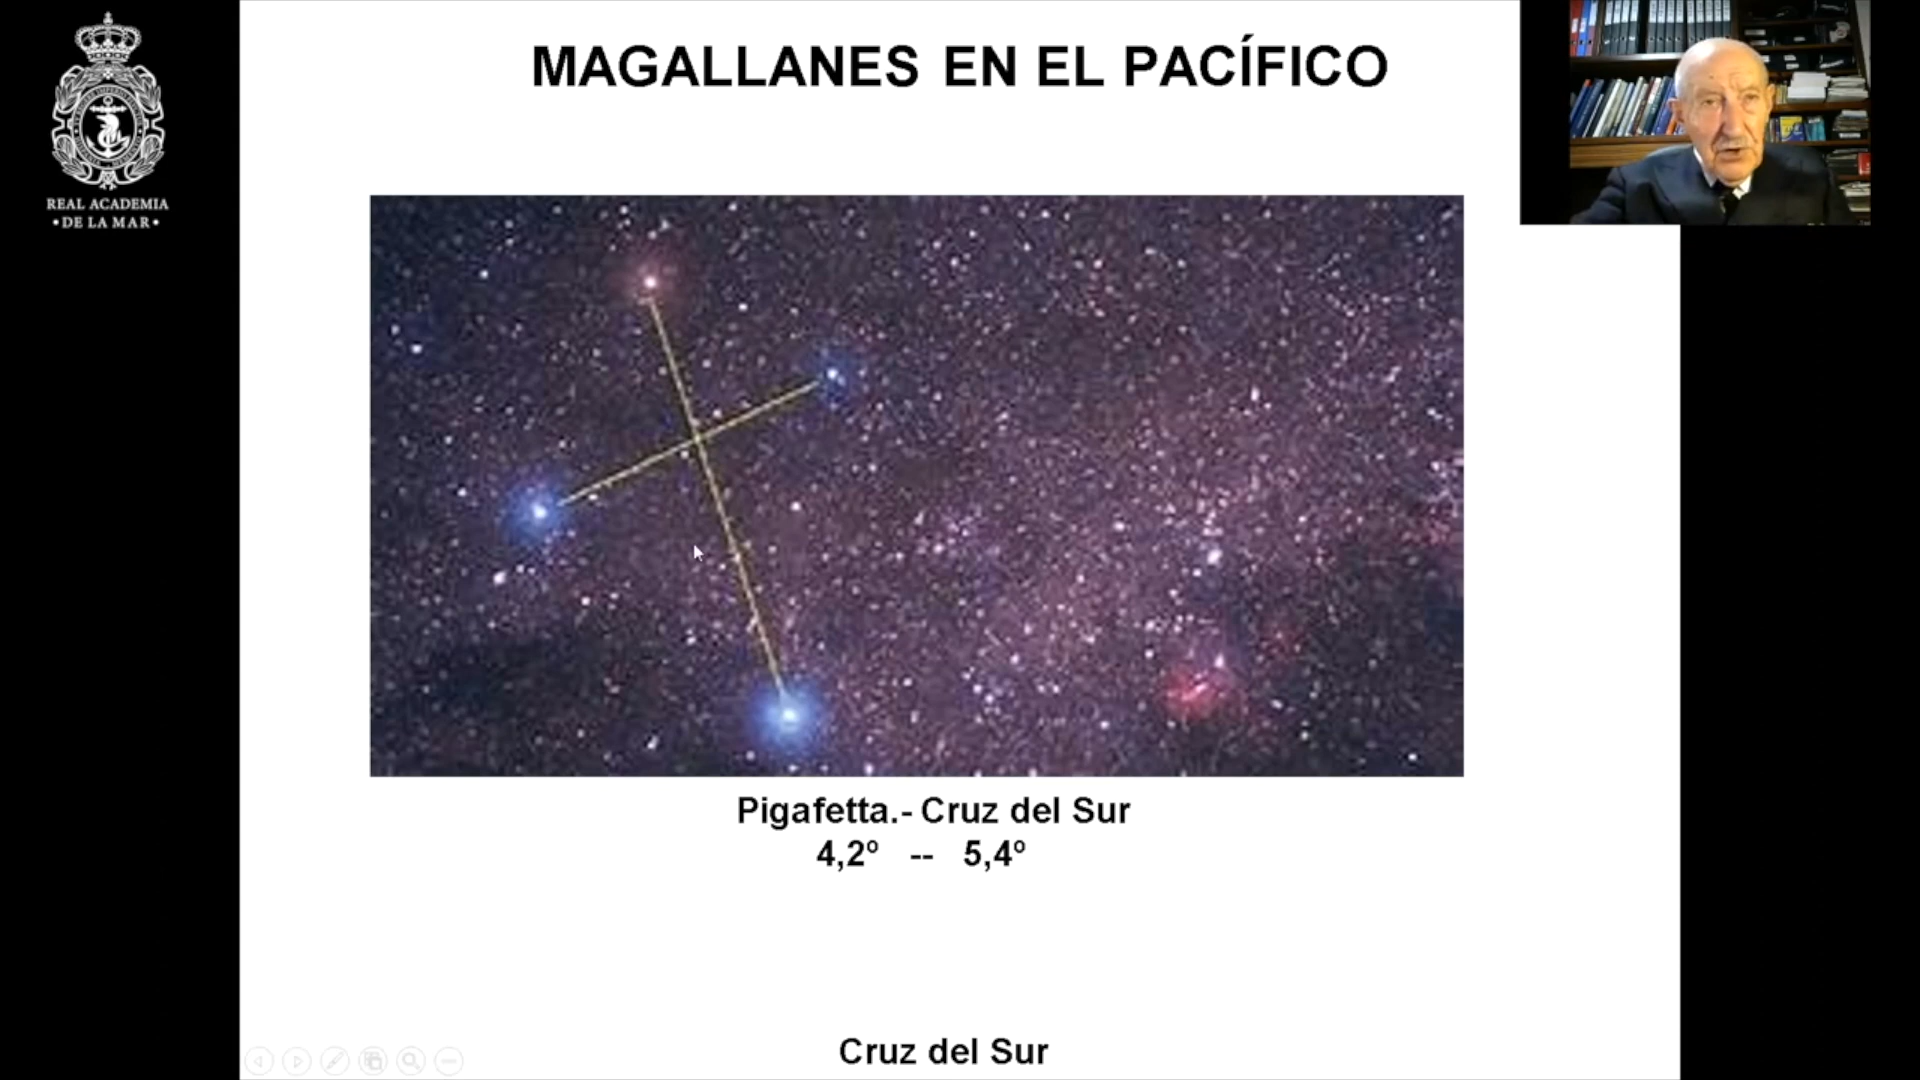 REAL ACADEMIA
•DE LA MAR•
MAGALLANES EN EL PACÍFICO
Pigafetta.- Cruz del Sur
4,2º -- 5,4º
Cruz del Sur